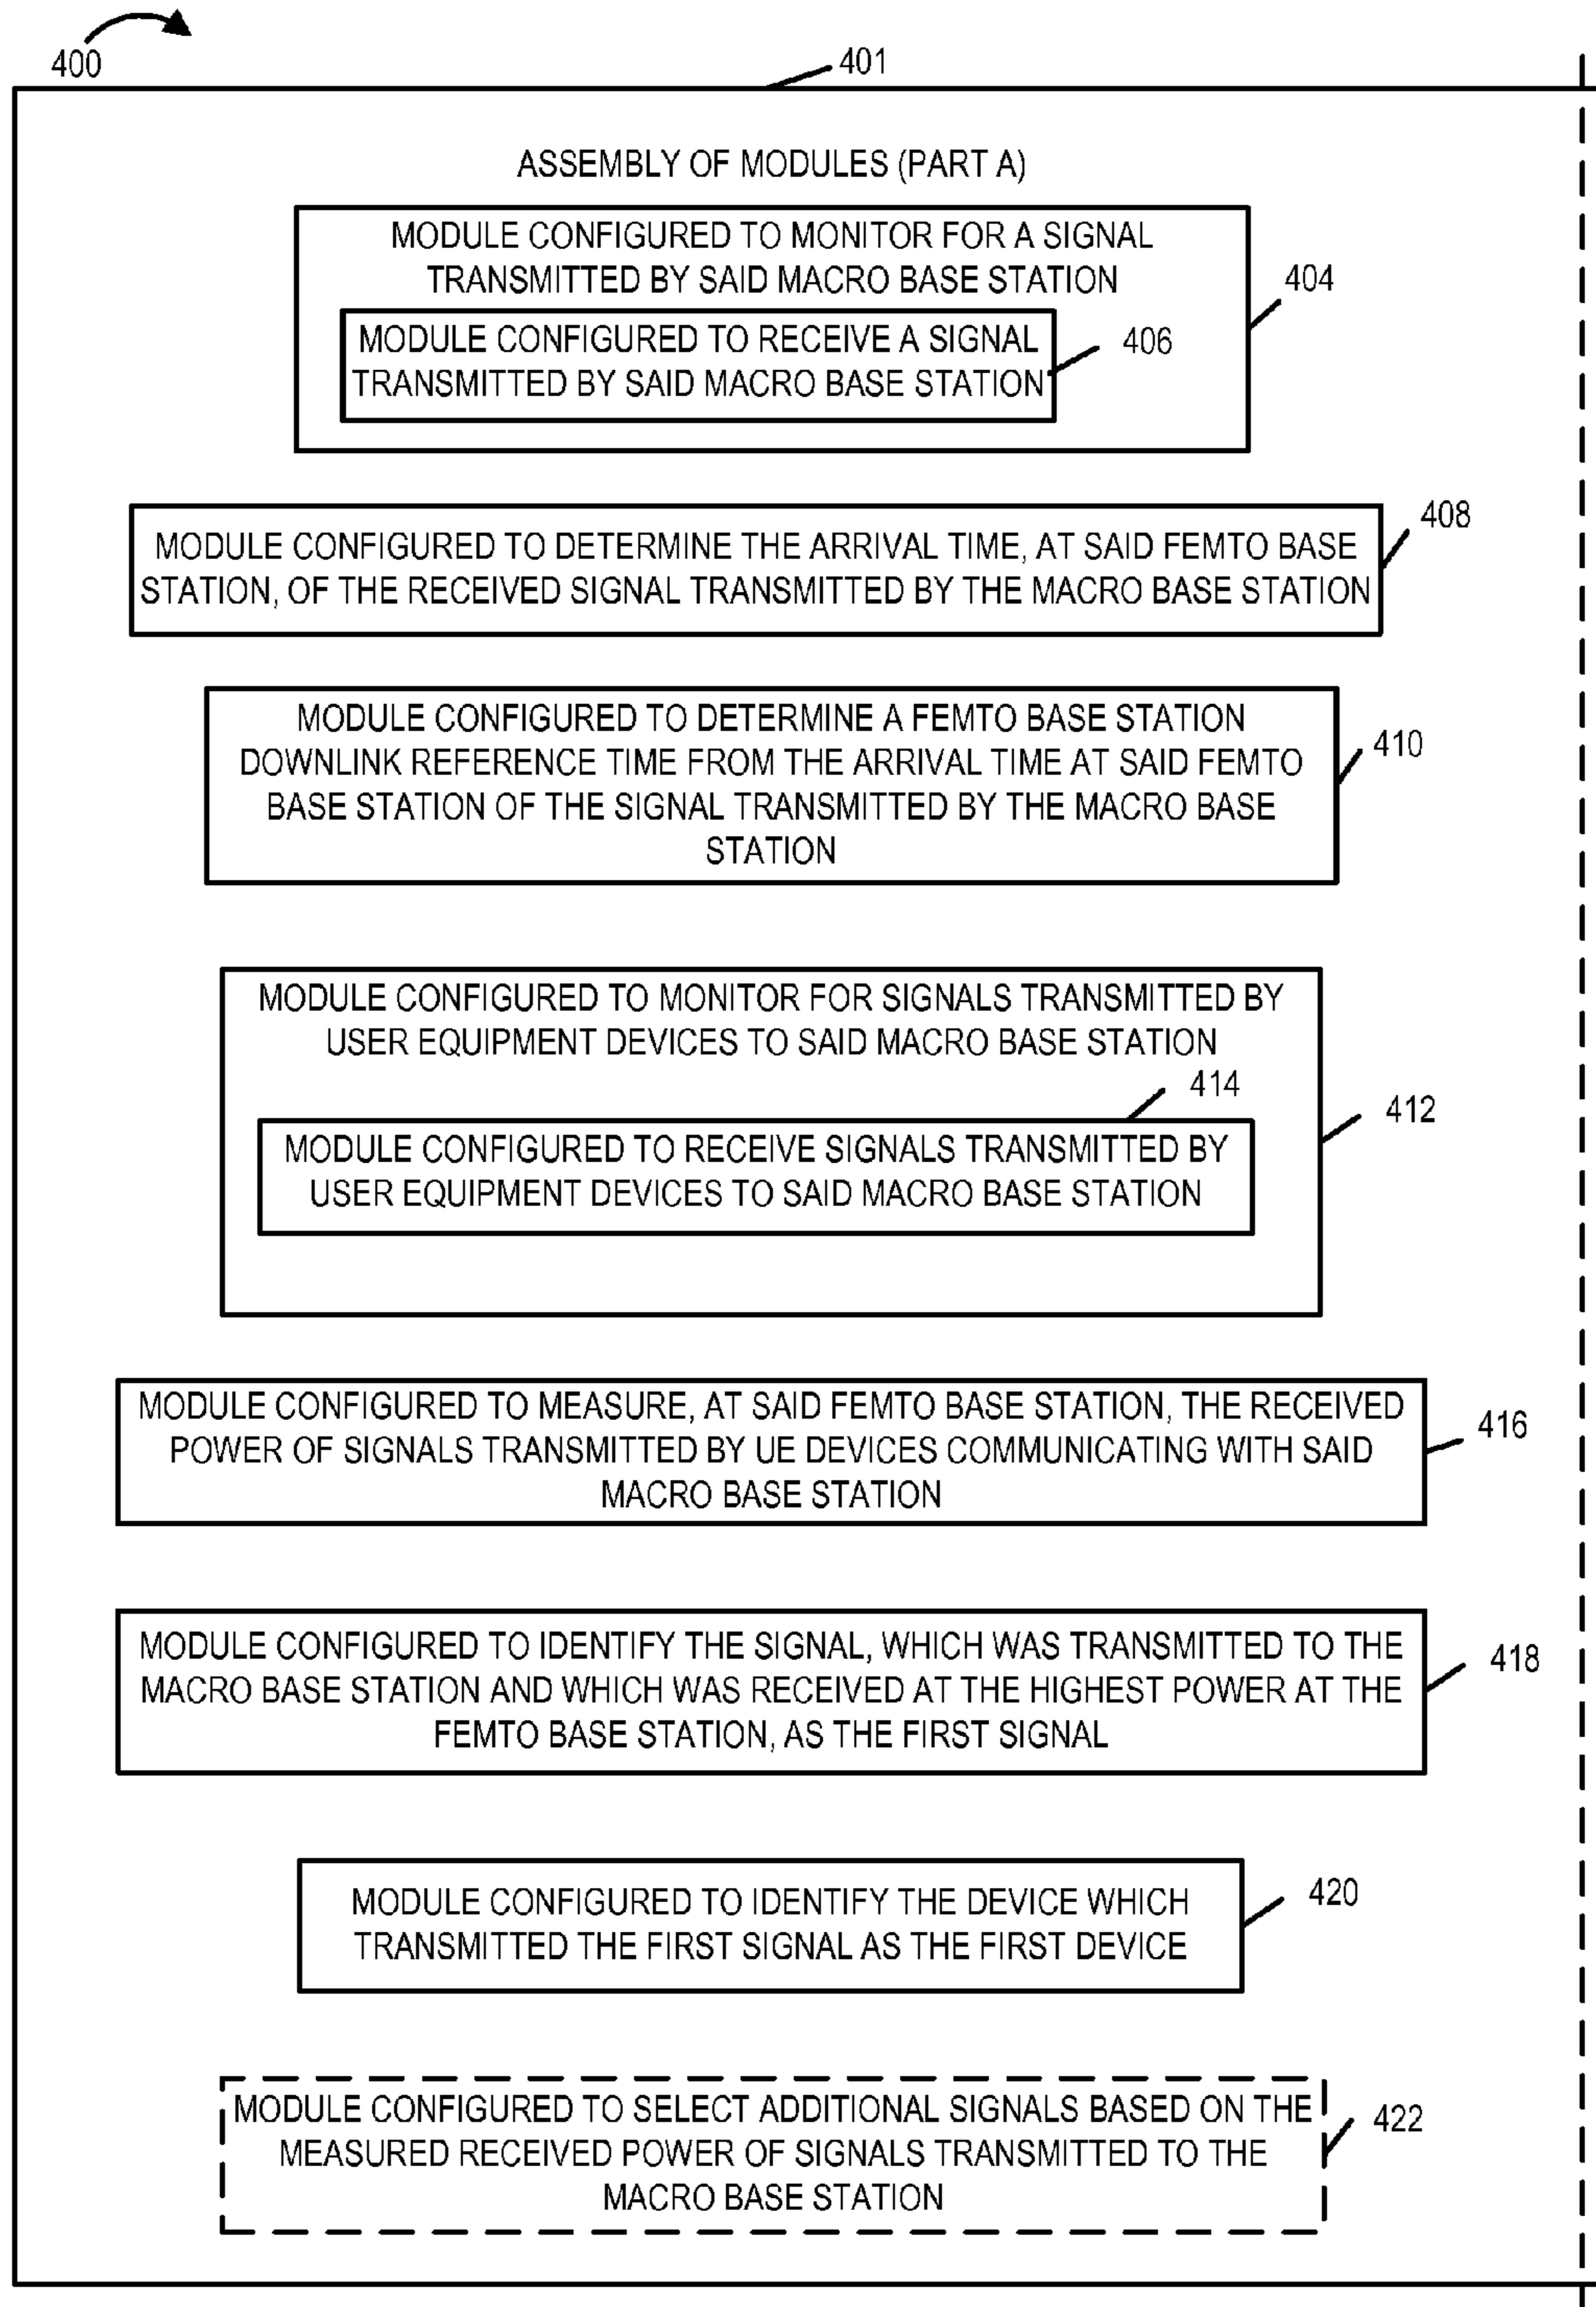 400
401
ASSEMBLY OF MODULES (PART A)
MODULE CONFIGURED TO MONITOR FOR A SIGNAL
TRANSMITTED BY SAID MACRO BASE STATION
404
MODULE CONFIGURED TO RECEIVE A SIGNAL
TRANSMITTED BY SAID MACRO BASE STATION
406
408
MODULE CONFIGURED TO DETERMINE THE ARRIVAL TIME, AT SAID FEMTO BASE
STATION, OF THE RECEIVED SIGNAL TRANSMITTED BY THE MACRO BASE STATION
MODULE CONFIGURED TO DETERMINE A FEMTO BASE STATION
DOWNLINK REFERENCE TIME FROM THE ARRIVAL TIME AT SAID FEMTO
BASE STATION OF THE SIGNAL TRANSMITTED BY THE MACRO BASE
STATION
410
MODULE CONFIGURED TO MONITOR FOR SIGNALS TRANSMITTED BY
USER EQUIPMENT DEVICES TO SAID MACRO BASE STATION
414
412
MODULE CONFIGURED TO RECEIVE SIGNALS TRANSMITTED BY
USER EQUIPMENT DEVICES TO SAID MACRO BASE STATION
MODULE CONFIGURED TO MEASURE, AT SAID FEMTO BASE STATION, THE RECEIVED
POWER OF SIGNALS TRANSMITTED BY UE DEVICES COMMUNICATING WITH SAID
MACRO BASE STATION
416
MODULE CONFIGURED TO IDENTIFY THE SIGNAL, WHICH WAS TRANSMITTED TO THE
MACRO BASE STATION AND WHICH WAS RECEIVED AT THE HIGHEST POWER AT THE
FEMTO BASE STATION, AS THE FIRST SIGNAL
418
MODULE CONFIGURED TO IDENTIFY THE DEVICE WHICH
TRANSMITTED THE FIRST SIGNAL AS THE FIRST DEVICE
420
MODULE CONFIGURED TO SELECT ADDITIONAL SIGNALS BASED ON THE
MEASURED RECEIVED POWER OF SIGNALS TRANSMITTED TO THE
MACRO BASE STATION
422